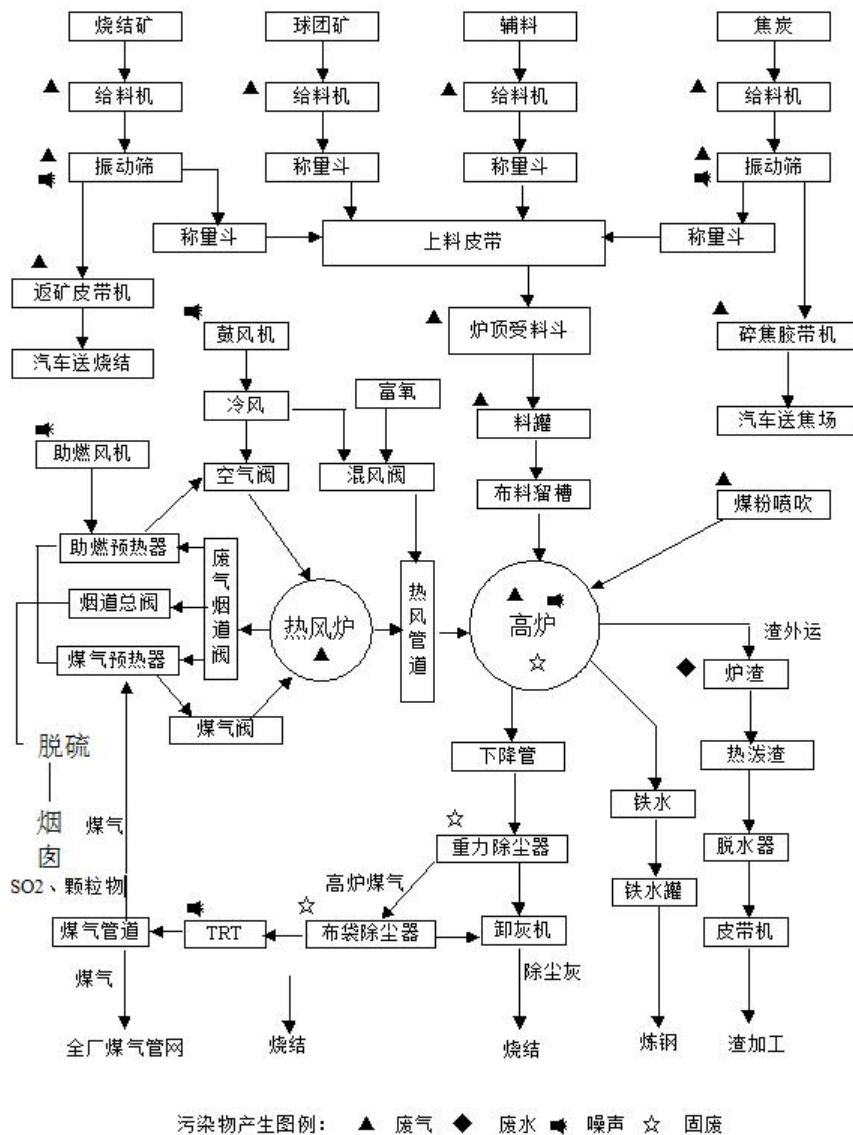 烧结矿
球团矿
辅料
焦炭
给料机
给料机
给料机
给料机
振动筛
称量斗
称量斗
振动筛
称量斗
上料皮带
称量斗
返矿皮带机
鼓风机
炉顶受料斗
碎焦胶带机
汽车送烧结
冷风
富氧
料罐
汽车送焦场
助燃风机
空气阀
混风阀
布料溜槽
煤粉喷吹
助燃预热器
废气烟道阀
热风管道
烟道总阀
热风炉
高炉
渣外运
煤气预热器
炉渣
煤气阀
脱硫
下降管
热泼渣
烟囱
煤气
铁水
重力除尘器
脱水器
SO2、颗粒物
高炉煤气
铁水罐
煤气管道
TRT
布袋除尘器
卸灰机
皮带机
煤气
除尘灰
全厂煤气管网
烧结
烧结
炼钢
渣加工
污染物产生图例: 废气 废水 噪声 固废